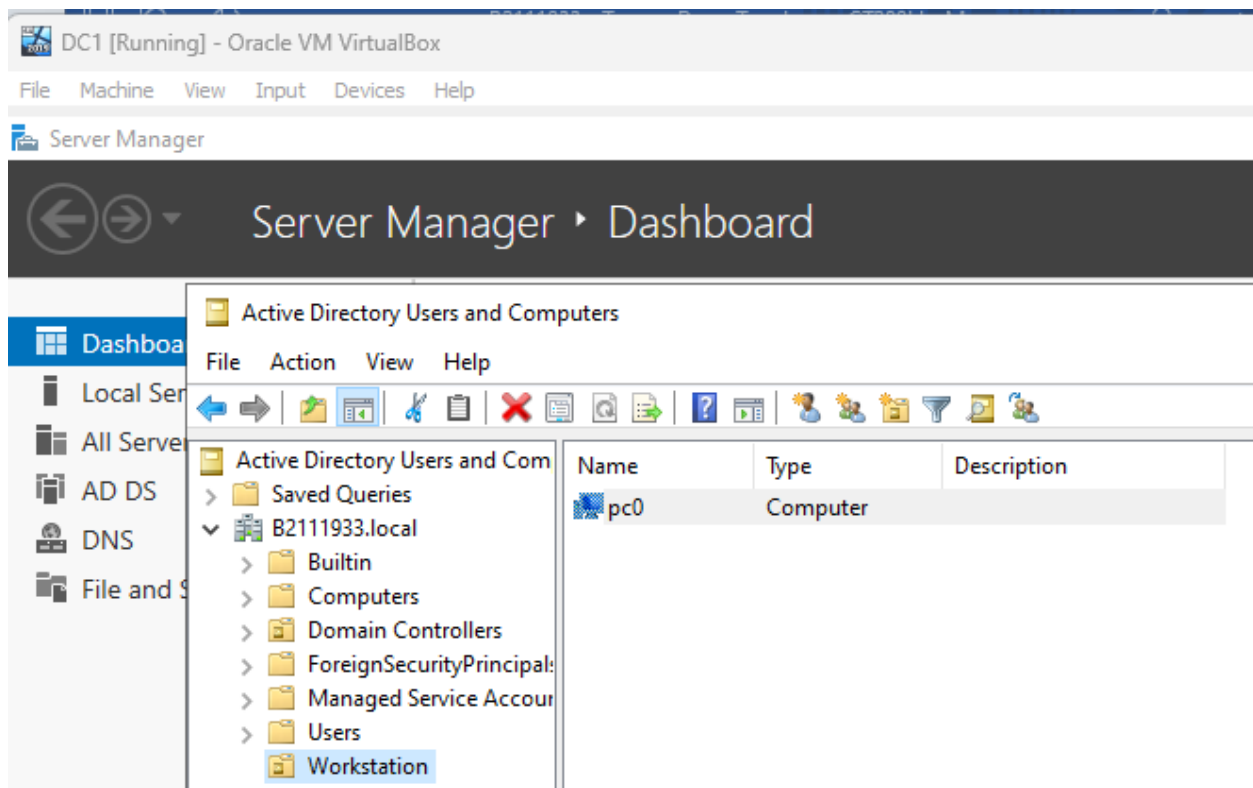 DC1 [Running] - Oracle VM VirtualBox
File Machine View Input Devices Help
Server Manager
Server Manager ‣ Dashboard
Dashboa
Local Ser
All Server
AD DS
DNS
File and S
Active Directory Users and Computers
File Action View Help
Active Directory Users and Com
Saved Queries
B2111933.local
Builtin
Computers
Domain Controllers
ForeignSecurityPrincipals
Managed Service Accour
Users
Workstation
Name Type Description
pc0 Computer